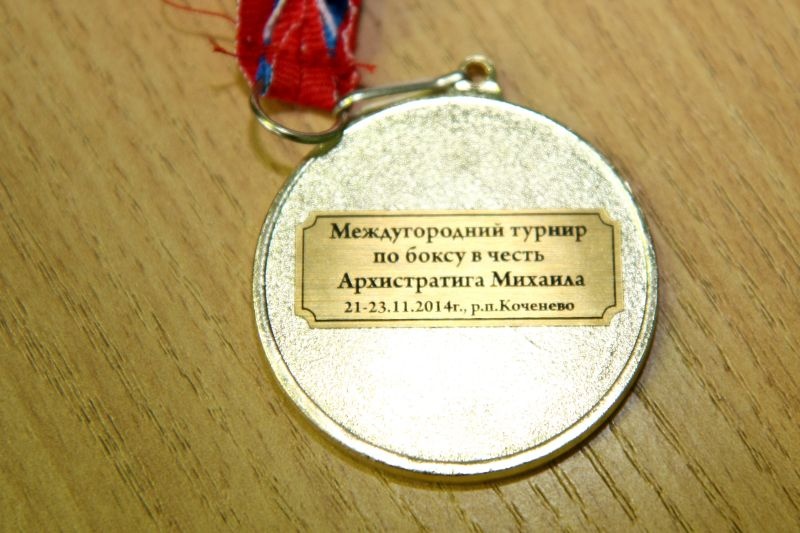 Междугородний турнир
по боксу в честь
Архистратига Михаила
21-23.11.2014г., р.п.Коченево